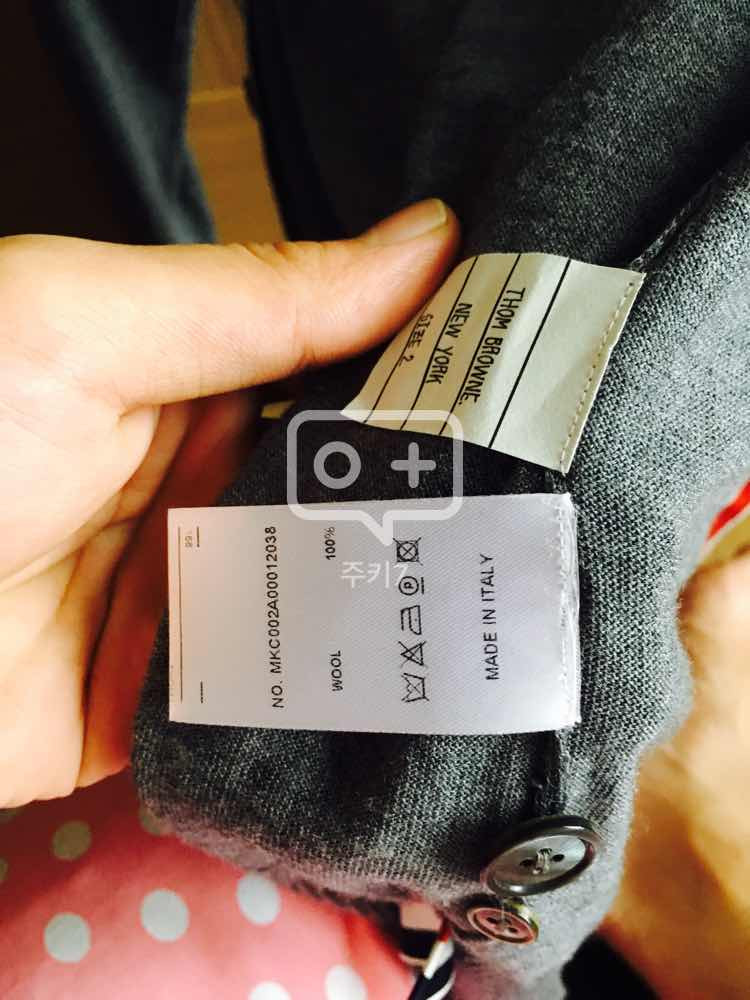 THOM BROWNE.
NEW YORK
SIZE 2
MADE IN ITALY
WOOL 100%
NO. MKC002A00012038
주키7